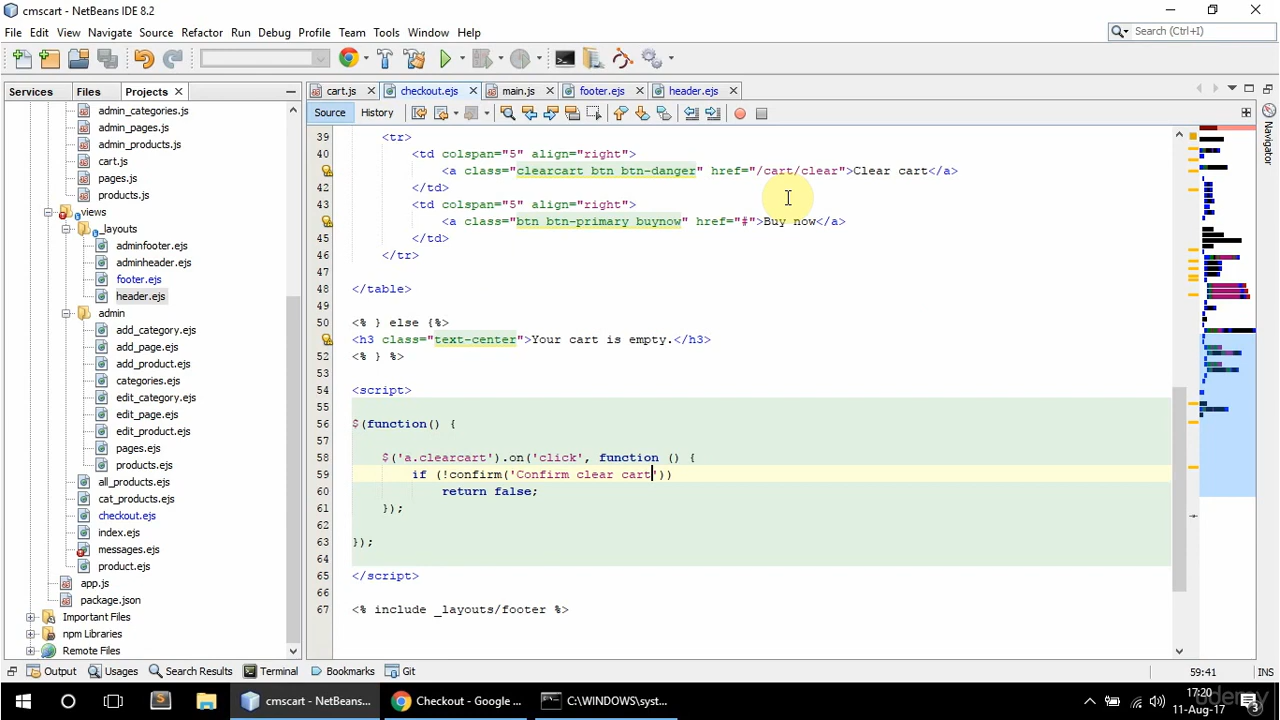 cmscart - NetBeans IDE 8.2
File Edit View Navigate Source Refactor Run Debug Profile Team Tools Window Help
Search (Ctrl+I)
Services Files Projects
cart.js checkout.ejs main.js footer.ejs header.ejs
Source History
Navigator
admin_categories.js
admin_pages.js
admin_products.js
cart.js
pages.js
products.js
views
_layouts
adminfooter.ejs
adminheader.ejs
footer.ejs
header.ejs
admin
add_category.ejs
add_page.ejs
add_product.ejs
categories.ejs
edit_category.ejs
edit_page.ejs
edit_product.ejs
pages.ejs
products.ejs
all_products.ejs
cat_products.ejs
checkout.ejs
index.ejs
messages.ejs
product.ejs
app.js
package.json
Important Files
npm Libraries
Remote Files
39 <tr>
40 <td colspan="5" align="right">
<a class="clearcart btn btn-danger" href="/cart/clear">Clear cart</a>
42 </td>
43 <td colspan="5" align="right">
<a class="btn btn-primary buynow" href="#">Buy now</a>
45 </td>
46 </tr>
47
48 </table>
49
50 <% } else {%>
<h3 class="text-center">Your cart is empty.</h3>
52 <% } %>
53
54 <script>
55
56 $(function() {
57
58 $('a.clearcart').on('click', function () {
59 if (!confirm('Confirm clear cart'))
60 return false;
61 });
62
63 });
64
65 </script>
66
67 <% include _layouts/footer %>
Output Usages Search Results Terminal Bookmarks Git
59:41 INS
cmscart - NetBeans... Checkout - Google ... C:\WINDOWS\syst...
17:20
11-Aug-17
3
udemy